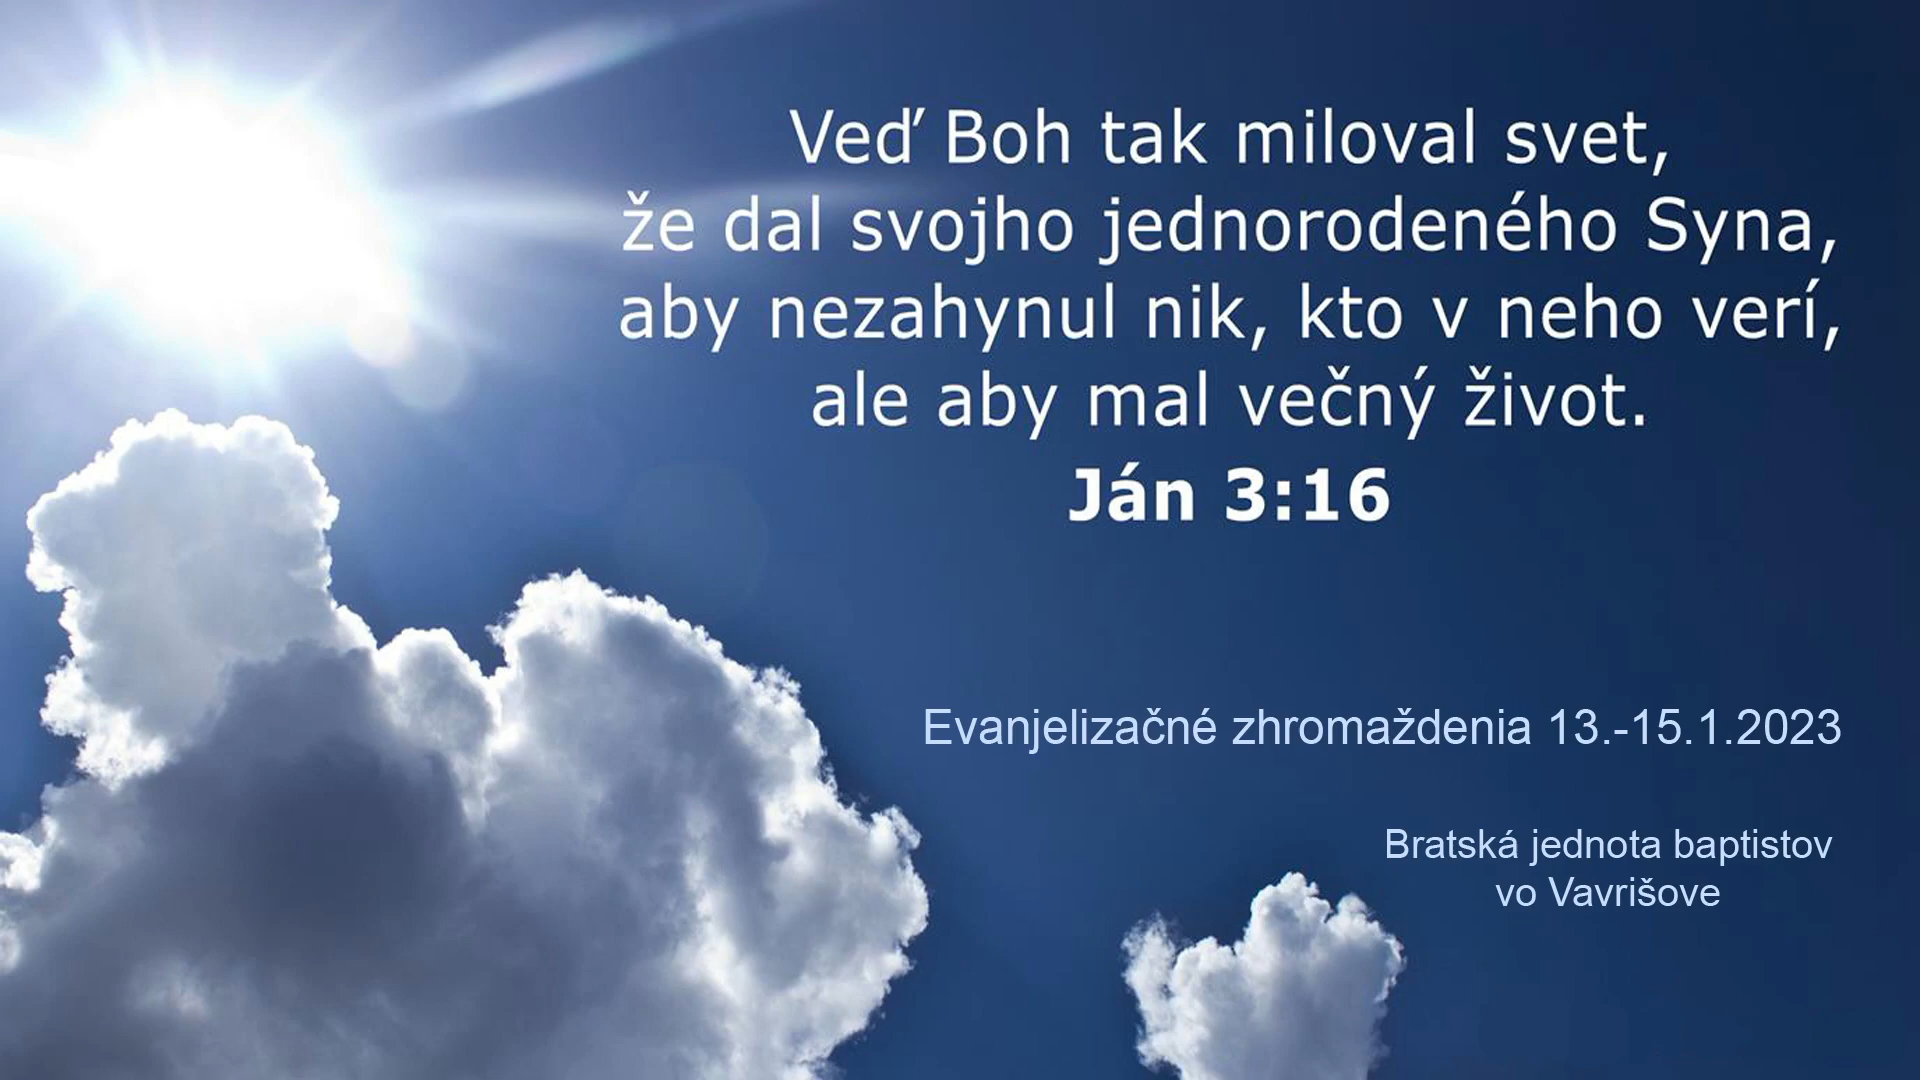 Veď Boh tak miloval svet,
že dal svojho jednorodeného Syna,
aby nezahynul nik, kto v neho verí,
ale aby mal večný život.
Ján 3:16
Evanjelizačné zhromaždenia 13.-15.1.2023
Bratská jednota baptistov
vo Vavrišove